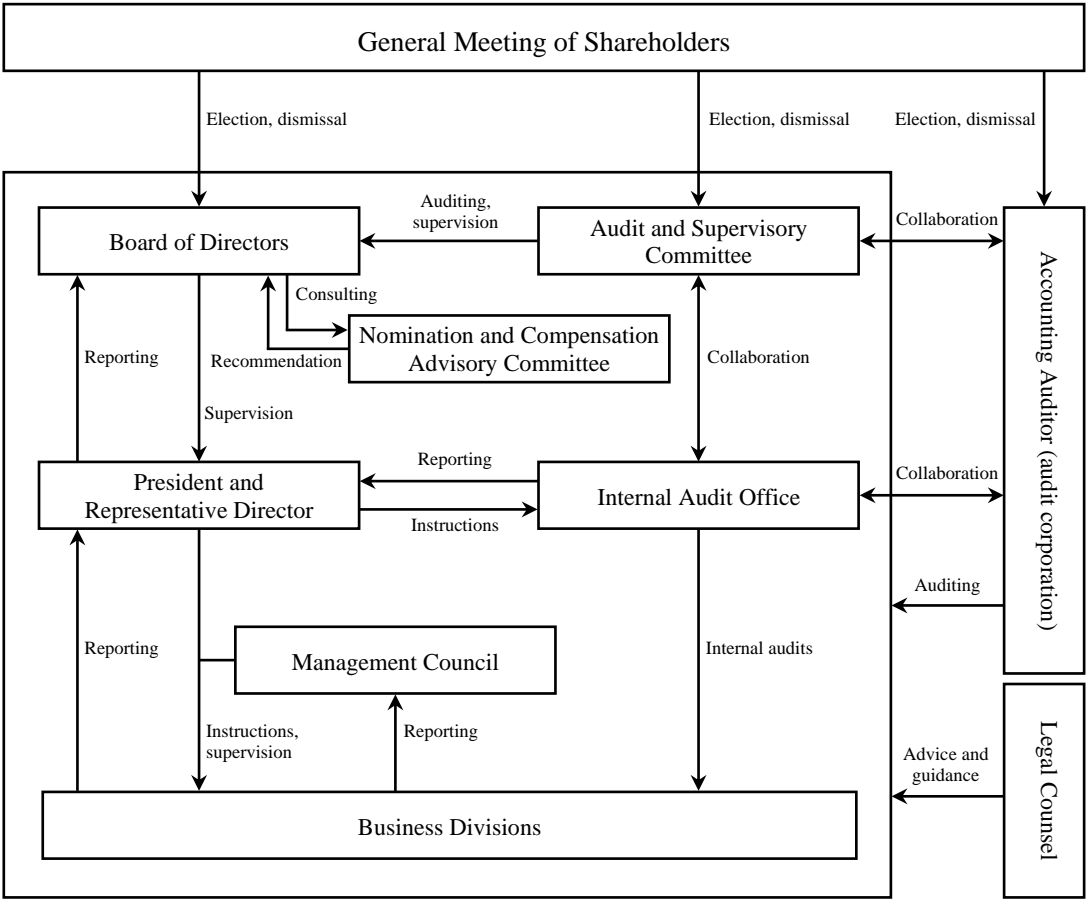 General Meeting of Shareholders
Election, dismissal
Election, dismissal
Election, dismissal
Board of Directors
Auditing,
supervision
Audit and Supervisory
Committee
Collaboration
Accounting Auditor (audit corporation)
Consulting
Nomination and Compensation
Advisory Committee
Recommendation
Reporting
Collaboration
Supervision
President and
Representative Director
Reporting
Instructions
Internal Audit Office
Collaboration
Auditing
Reporting
Management Council
Internal audits
Instructions,
supervision
Reporting
Advice and
guidance
Legal Counsel
Business Divisions